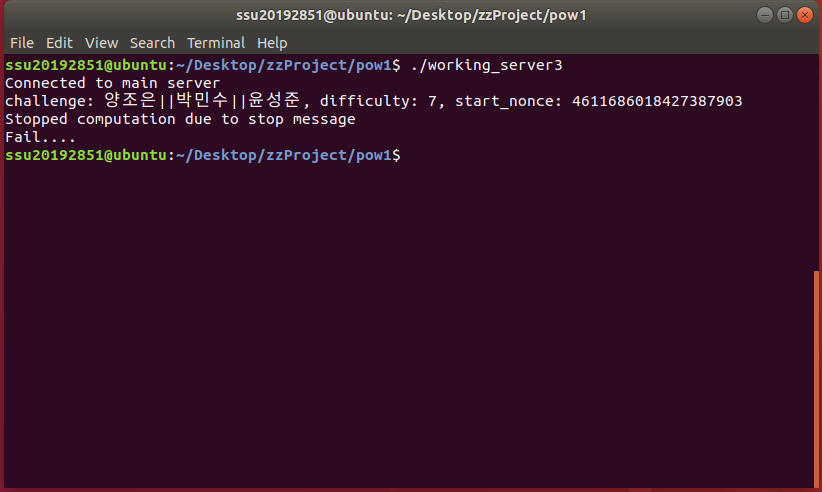 ssu20192851@ubuntu: ~/Desktop/zzProject/pow1
File Edit View Search Terminal Help
ssu20192851@ubuntu:~/Desktop/zzProject/pow1$ ./working_server3
Connected to main server
challenge: 양조은||박민수||윤성준, difficulty: 7, start_nonce: 4611686018427387903
Stopped computation due to stop message
Fail....
ssu20192851@ubuntu:~/Desktop/zzProject/pow1$